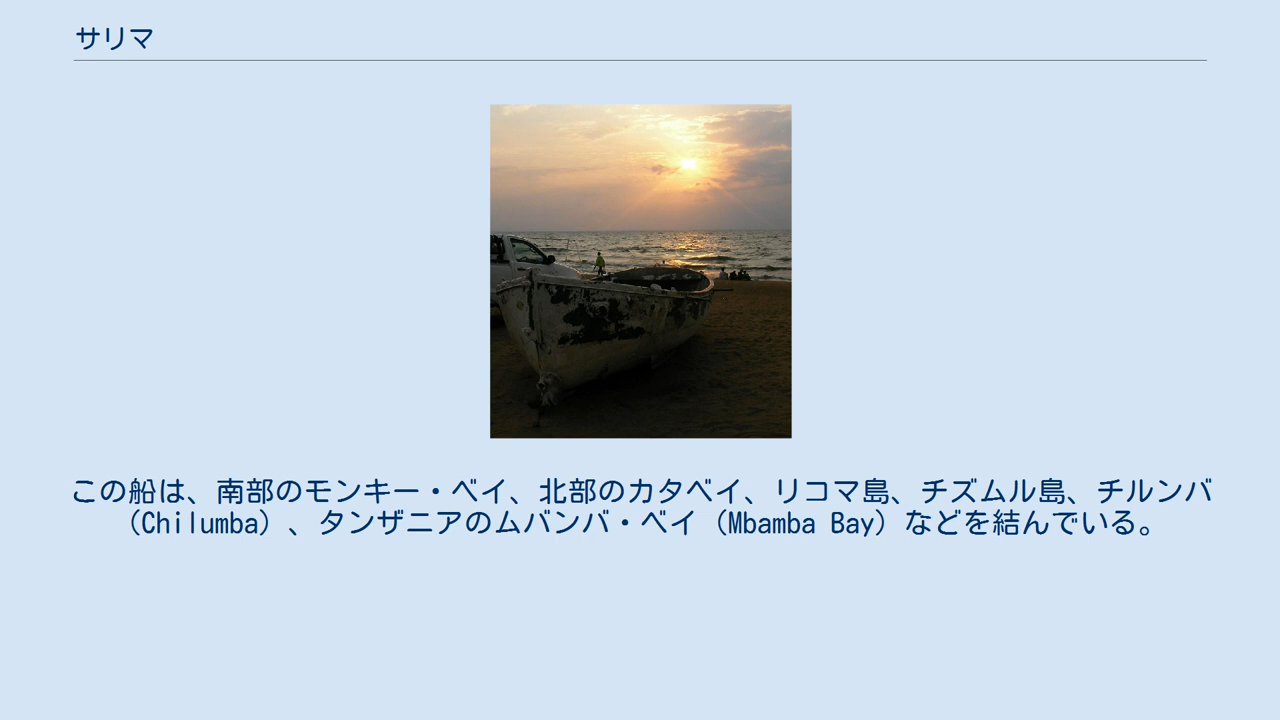 サリマ
この船は、南部のモンキー・ベイ、北部のカタベイ、リコマ島、チズムル島、チルンバ
（Chilumba）、タンザニアのムバンバ・ベイ（Mbamba Bay）などを結んでいる。